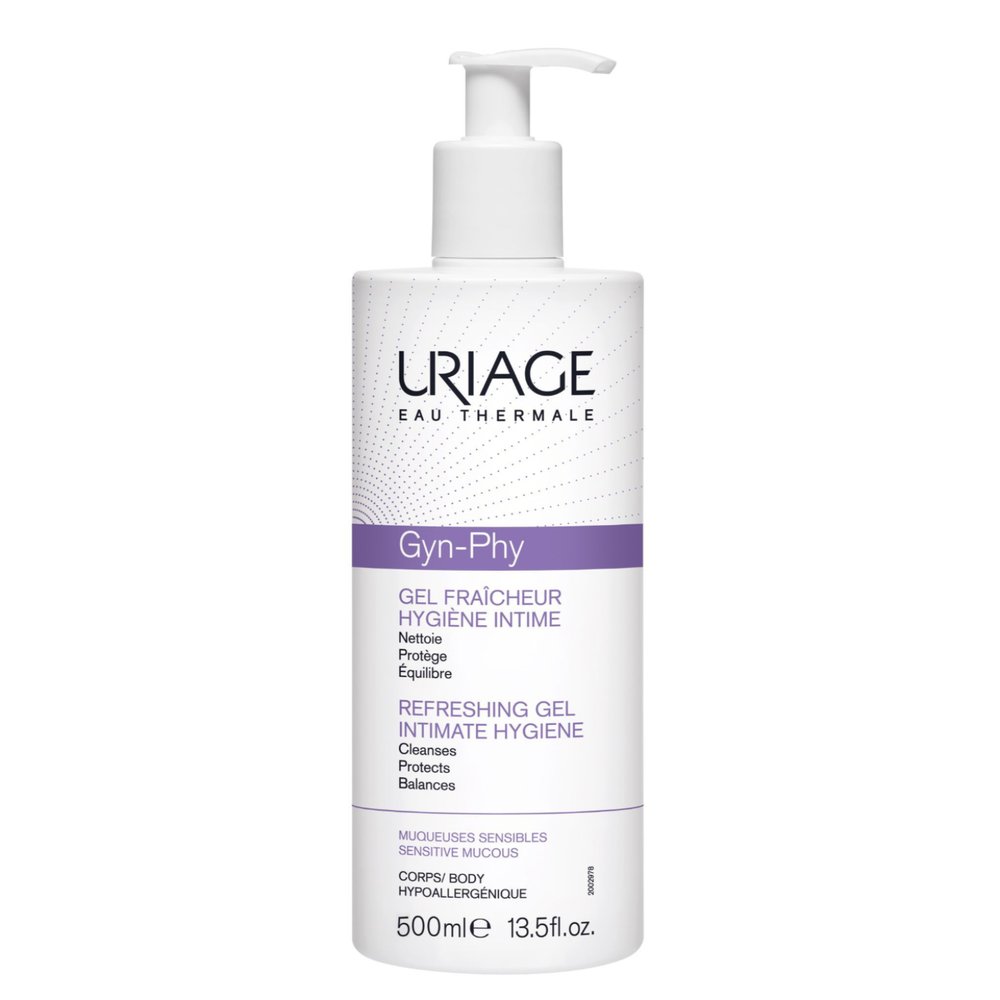 URIAGE
EAU THERMALE
Gyn-Phy
GEL FRAÎCHEUR
HYGIÈNE INTIME
Nettoie
Protège
Équilibre
REFRESHING GEL
INTIMATE HYGIENE
Cleanses
Protects
Balances
MUQUEUSES SENSIBLES
SENSITIVE MUCOUS
CORPS/ BODY
HYPOALLERGÉNIQUE
2002978
500ml℮ 13.5fl.oz.